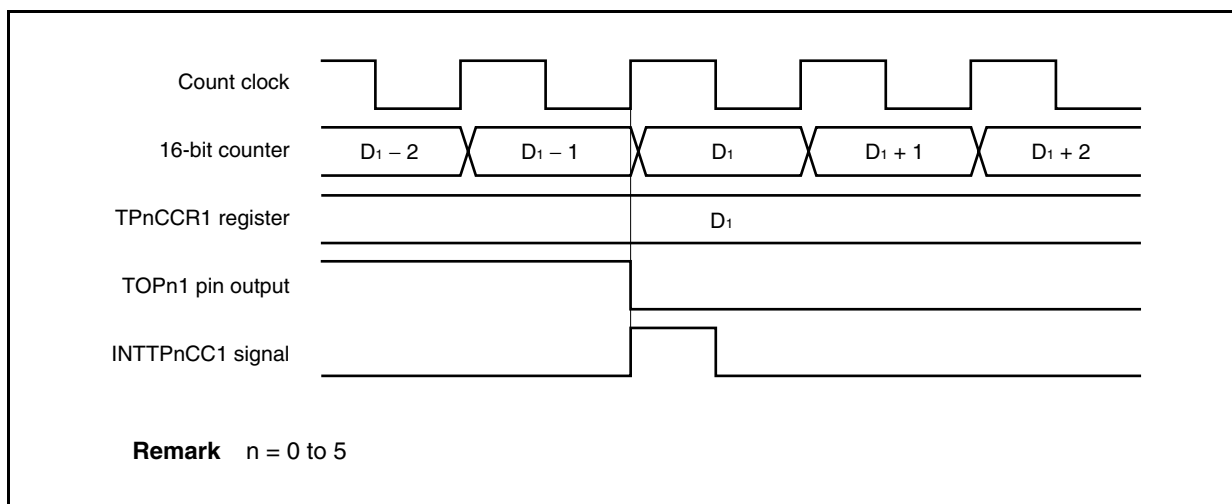 Count clock
16-bit counter
D₁ – 2
D₁ – 1
D₁
D₁ + 1
D₁ + 2
TPnCCR1 register
D₁
TOPn1 pin output
INTTPnCC1 signal
Remark n = 0 to 5